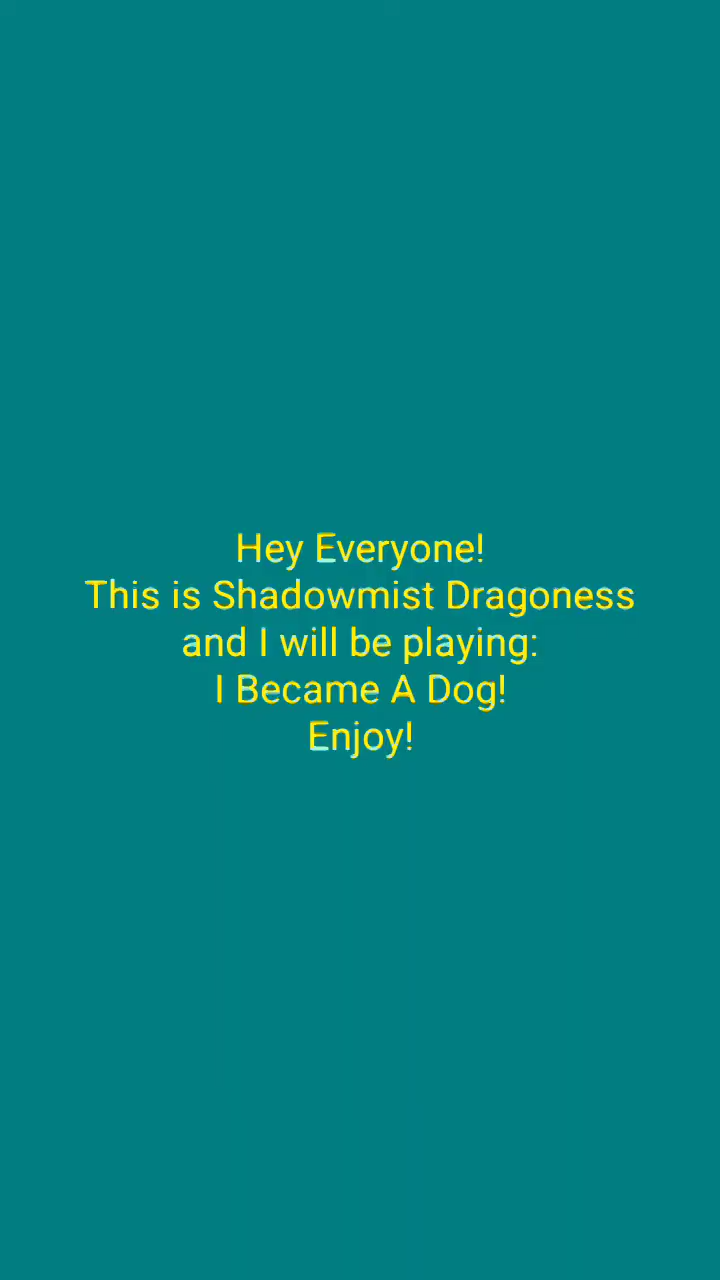 Hey Everyone!
This is Shadowmist Dragoness
and I will be playing:
I Became A Dog!
Enjoy!